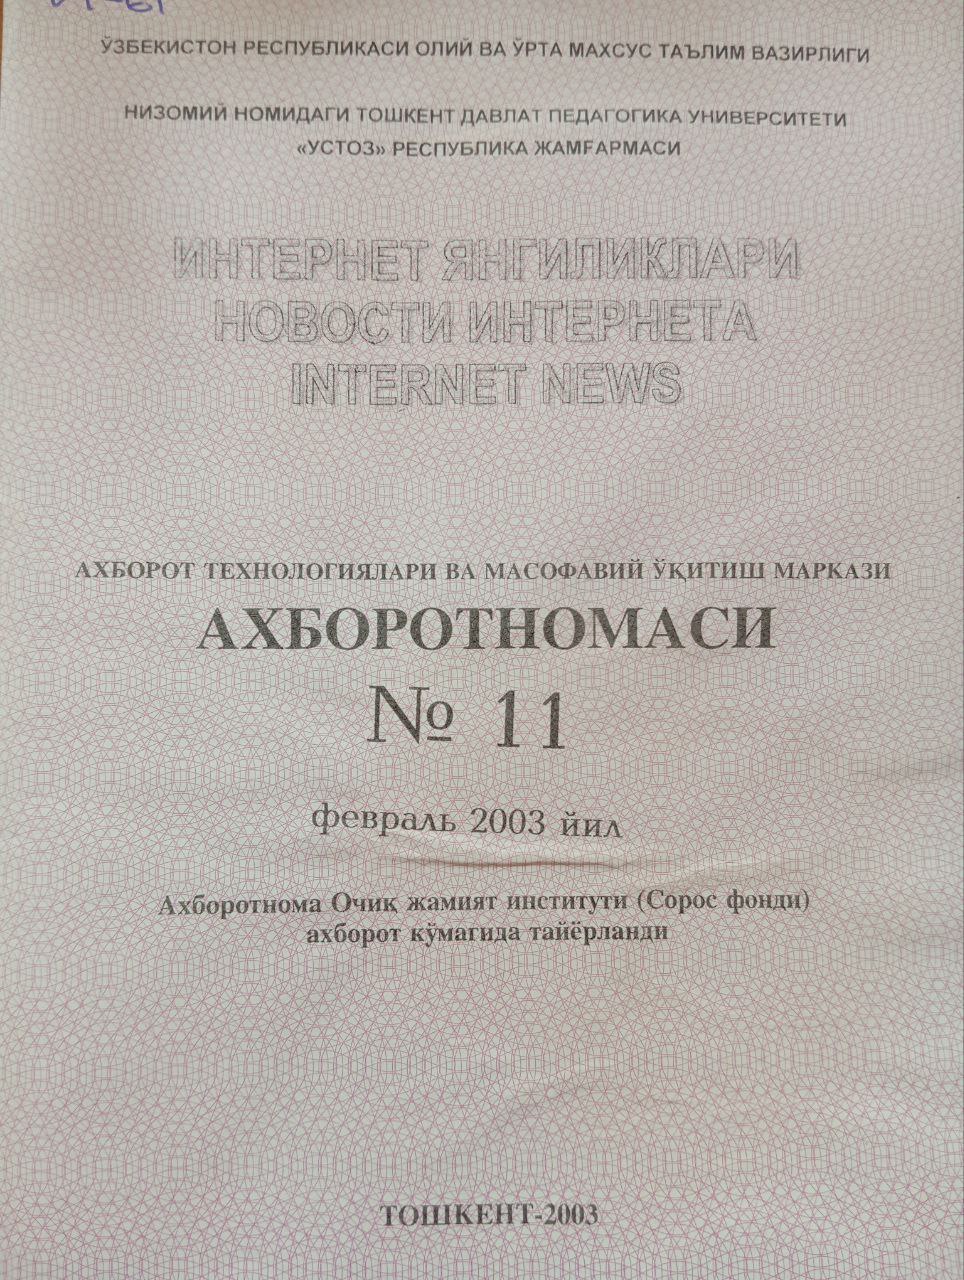 ЎЗБЕКИСТОН РЕСПУБЛИКАСИ ОЛИЙ ВА ЎРТА МАХСУС ТАЪЛИМ ВАЗИРЛИГИ
НИЗОМИЙ НОМИДАГИ ТОШКЕНТ ДАВЛАТ ПЕДАГОГИКА УНИВЕРСИТЕТИ
«УСТОЗ» РЕСПУБЛИКА ЖАМҒАРМАСИ
ИНТЕРНЕТ ЯНГИЛИКЛАРИ
НОВОСТИ ИНТЕРНЕТА
INTERNET NEWS
АХБОРОТ ТЕХНОЛОГИЯЛАРИ ВА МАСОФАВИЙ ЎҚИТИШ МАРКАЗИ
АХБОРОТНОМАСИ
№ 11
февраль 2003 йил
Ахборотнома Очиқ жамият институти (Сорос фонди)
ахборот кўмагида тайёрланди
ТОШКЕНТ-2003